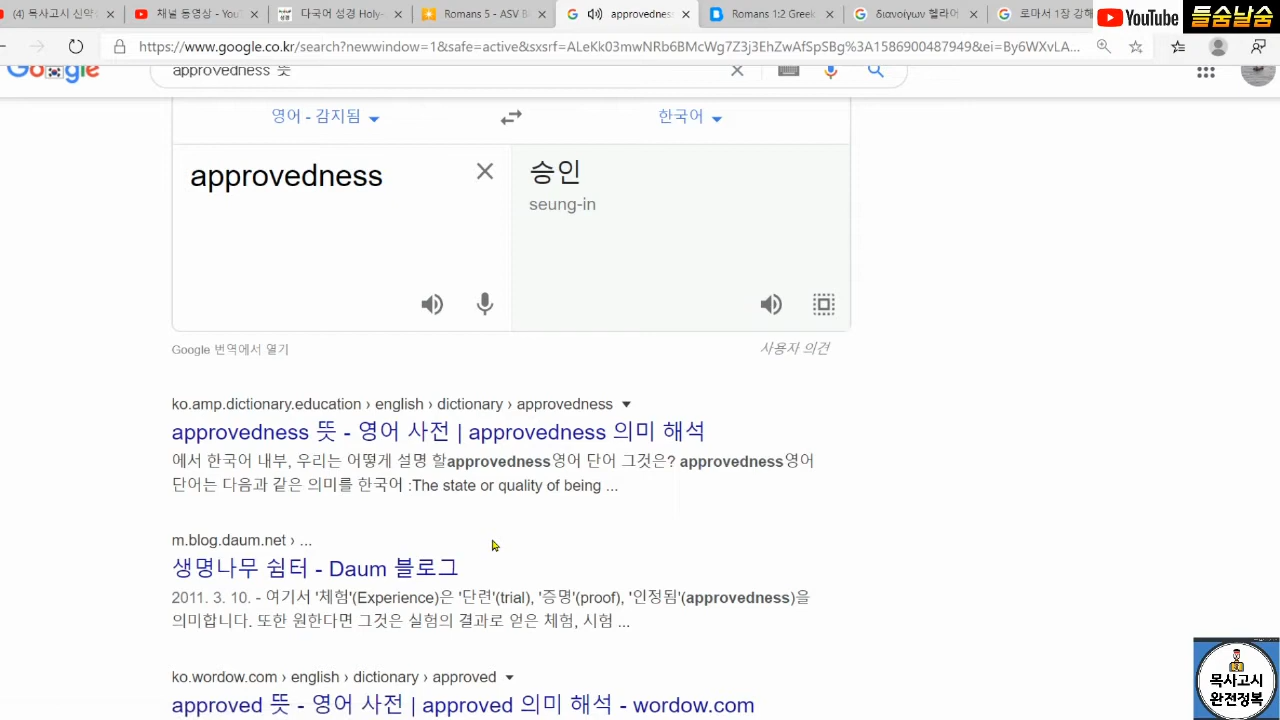 (4) 목사고시 신약
채널 동영상 - YouTu
다국어 성경 Holy-
Romans 5
approvednes
Romans 5:2 Greek
διανοίγων 헬라어
로마서 1장 강해
YouTube
들숨날숨
https://www.google.co.kr/search?newwindow=1&safe=active&sxsrf=ALeKk03mwNRb6BMcWg7Z3j3EhZwAfSpSBg%3A1586900487949&ei=By6WXvLA...
Google
approvedness 뜻
영어 - 감지됨
한국어
approvedness
승인
seung-in
Google 번역에서 열기
사용자 의견
ko.amp.dictionary.education › english › dictionary › approvedness
approvedness 뜻 - 영어 사전 | approvedness 의미 해석
에서 한국어 내부, 우리는 어떻게 설명 할approvedness영어 단어 그것은? approvedness영어
단어는 다음과 같은 의미를 한국어 :The state or quality of being ...
m.blog.daum.net › ...
생명나무 쉼터 - Daum 블로그
2011. 3. 10. - 여기서 '체험'(Experience)은 '단련'(trial), '증명'(proof), '인정됨'(approvedness)을
의미합니다. 또한 원한다면 그것은 실험의 결과로 얻은 체험, 시험 ...
ko.wordow.com › english › dictionary › approved
approved 뜻 - 영어 사전 | approved 의미 해석 - wordow.com
목사고시
완전정복